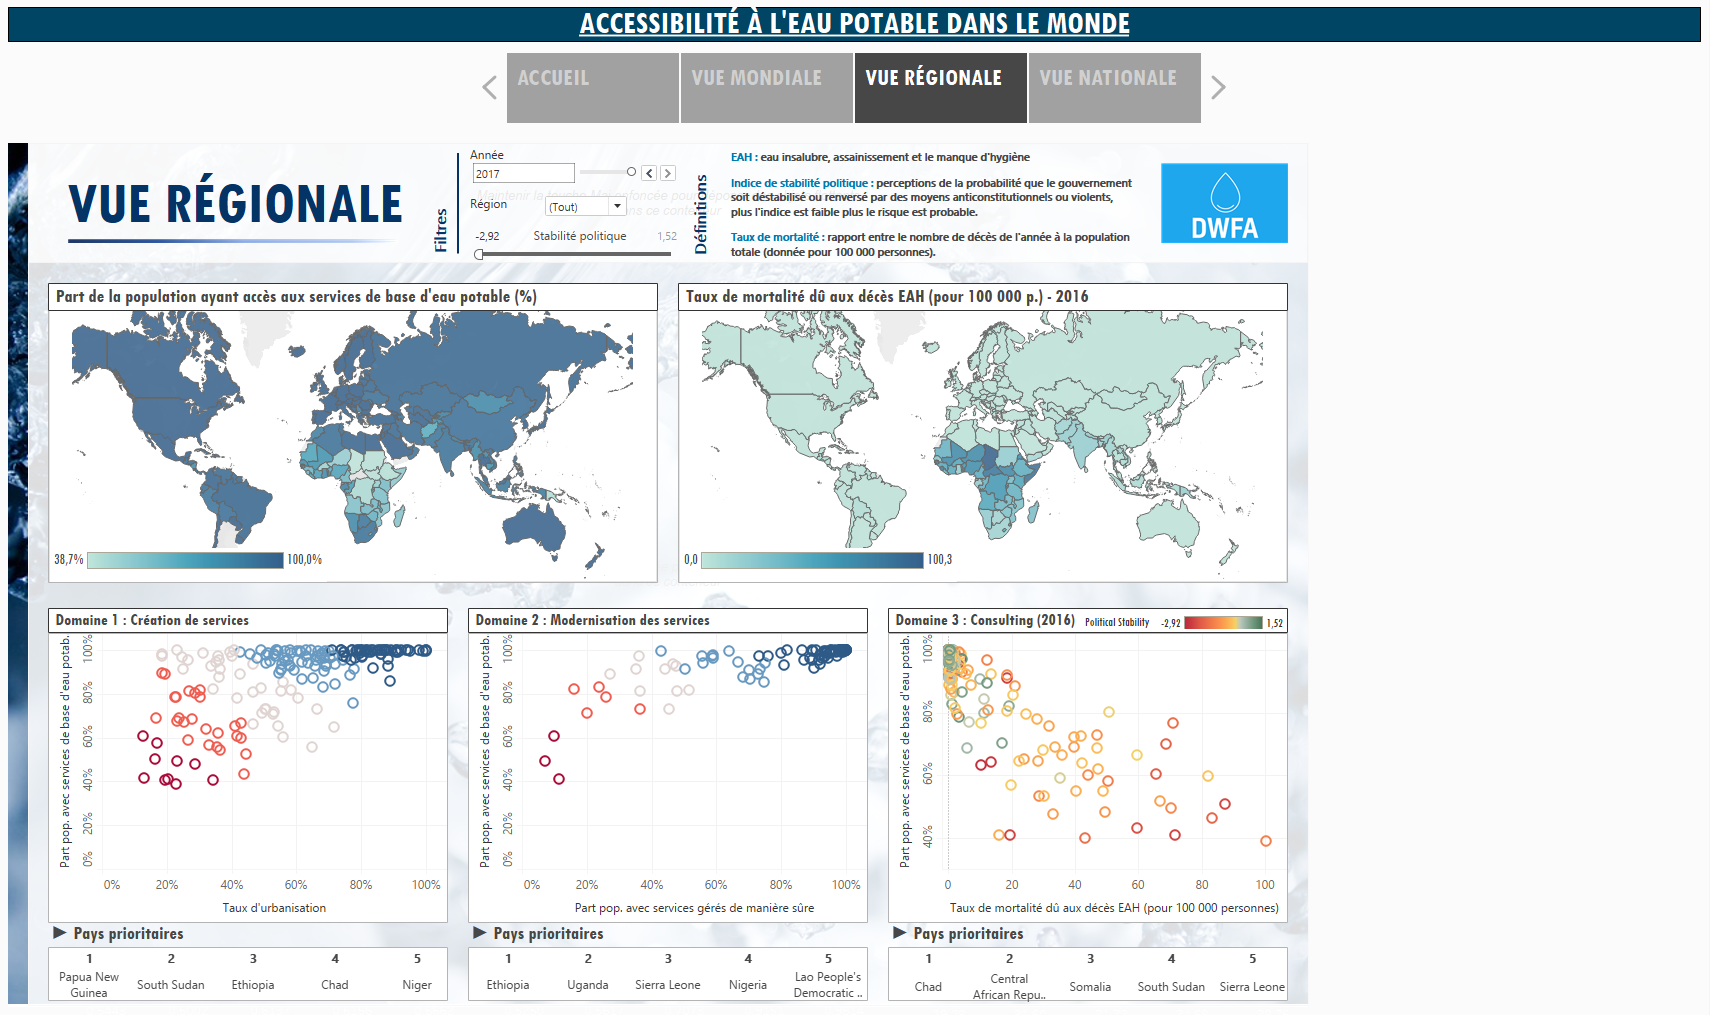 ACCESSIBILITÉ À L'EAU POTABLE DANS LE MONDE
ACCUEIL
VUE MONDIALE
VUE RÉGIONALE
VUE NATIONALE
VUE RÉGIONALE
Filtres
Année
2017
Région
(Tout)
-2,92 Stabilité politique 1,52
Définitions
EAH : eau insalubre, assainissement et le manque d'hygiène
Indice de stabilité politique : perceptions de la probabilité que le gouvernement
soit déstabilisé ou renversé par des moyens anticonstitutionnels ou violents,
plus l'indice est faible plus le risque est probable.
Taux de mortalité : rapport entre le nombre de décès de l'année à la population
totale (donnée pour 100 000 personnes).
DWFA
Part de la population ayant accès aux services de base d'eau potable (%)
38,7% 100,0%
Taux de mortalité dû aux décès EAH (pour 100 000 p.) - 2016
0,0 100,3
Domaine 1 : Création de services
Part pop. avec services de base d'eau potab.
100%
80%
60%
40%
20%
0%
0% 20% 40% 60% 80% 100%
Taux d'urbanisation
Domaine 2 : Modernisation des services
Part pop. avec services de base d'eau potab.
100%
80%
60%
40%
20%
0%
0% 20% 40% 60% 80% 100%
Part pop. avec services gérés de manière sûre
Domaine 3 : Consulting (2016) Political Stability -2,92 1,52
Part pop. avec services de base d'eau potab.
100%
80%
60%
40%
0 20 40 60 80 100
Taux de mortalité dû aux décès EAH (pour 100 000 personnes)
Pays prioritaires
1 2 3 4 5
Papua New
Guinea South Sudan Ethiopia Chad Niger
Pays prioritaires
1 2 3 4 5
Ethiopia Uganda Sierra Leone Nigeria Lao People's
Democratic ..
Pays prioritaires
1 2 3 4 5
Chad Central
African Repu.. Somalia South Sudan Sierra Leone